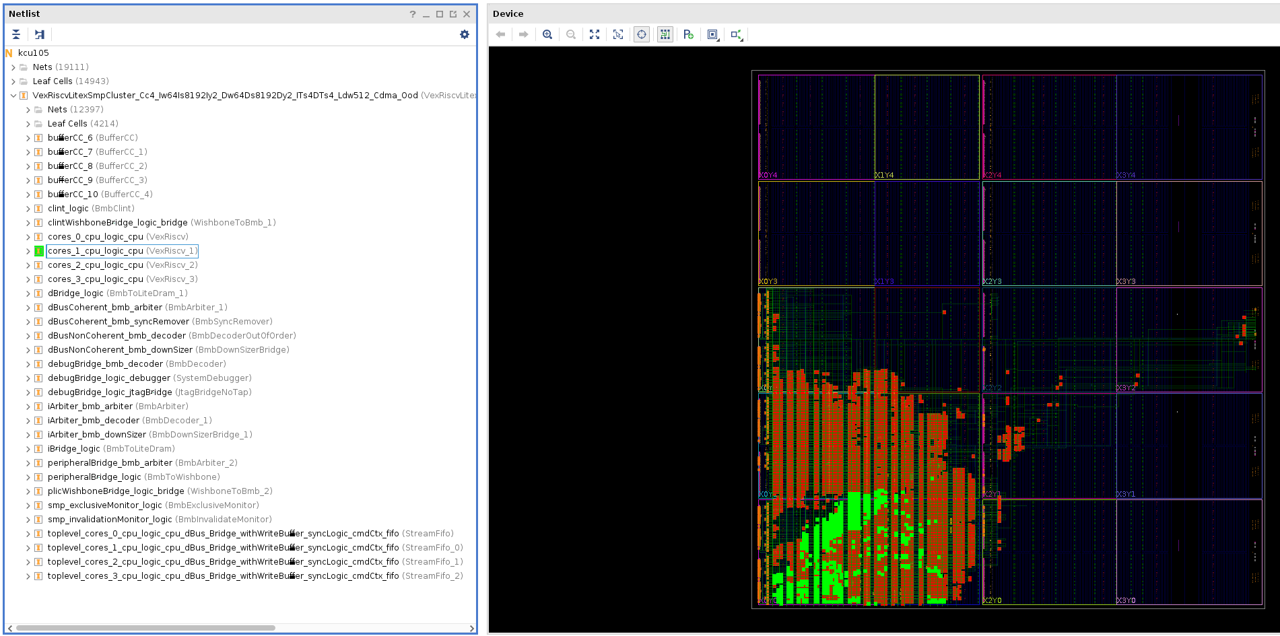 Netlist
kcu105
Nets (19111)
Leaf Cells (14943)
VexRiscvLitexSmpCluster_Cc4_Iw64Is8192Iy2_Dw64Ds8192Dy2_ITs4DTs4_Ldw512_Cdma_Ood (VexRiscvLite
Nets (12397)
Leaf Cells (4214)
bufferCC_6 (BufferCC)
bufferCC_7 (BufferCC_1)
bufferCC_8 (BufferCC_2)
bufferCC_9 (BufferCC_3)
bufferCC_10 (BufferCC_4)
clint_logic (BmbClint)
clintWishboneBridge_logic_bridge (WishboneToBmb_1)
cores_0_cpu_logic_cpu (VexRiscv)
cores_1_cpu_logic_cpu (VexRiscv_1)
cores_2_cpu_logic_cpu (VexRiscv_2)
cores_3_cpu_logic_cpu (VexRiscv_3)
dBridge_logic (BmbToLiteDram_1)
dBusCoherent_bmb_arbiter (BmbArbiter_1)
dBusCoherent_bmb_syncRemover (BmbSyncRemover)
dBusNonCoherent_bmb_decoder (BmbDecoderOutOfOrder)
dBusNonCoherent_bmb_downSizer (BmbDownSizerBridge)
debugBridge_bmb_decoder (BmbDecoder)
debugBridge_logic_debugger (SystemDebugger)
debugBridge_logic_jtagBridge (JtagBridgeNoTap)
iArbiter_bmb_arbiter (BmbArbiter)
iArbiter_bmb_decoder (BmbDecoder_1)
iArbiter_bmb_downSizer (BmbDownSizerBridge_1)
iBridge_logic (BmbToLiteDram)
peripheralBridge_bmb_arbiter (BmbArbiter_2)
peripheralBridge_logic (BmbToWishbone)
plicWishboneBridge_logic_bridge (WishboneToBmb_2)
smp_exclusiveMonitor_logic (BmbExclusiveMonitor)
smp_invalidationMonitor_logic (BmbInvalidateMonitor)
toplevel_cores_0_cpu_logic_cpu_dBus_Bridge_withWriteBuffer_syncLogic_cmdCtx_fifo (StreamFifo)
toplevel_cores_1_cpu_logic_cpu_dBus_Bridge_withWriteBuffer_syncLogic_cmdCtx_fifo (StreamFifo_0)
toplevel_cores_2_cpu_logic_cpu_dBus_Bridge_withWriteBuffer_syncLogic_cmdCtx_fifo (StreamFifo_1)
toplevel_cores_3_cpu_logic_cpu_dBus_Bridge_withWriteBuffer_syncLogic_cmdCtx_fifo (StreamFifo_2)
Device
X0Y4 X1Y4 X2Y4 X3Y4
X0Y3 X1Y3 X2Y3 X3Y3
X2Y2 X3Y2
X2Y1 X3Y1
X2Y0 X3Y0